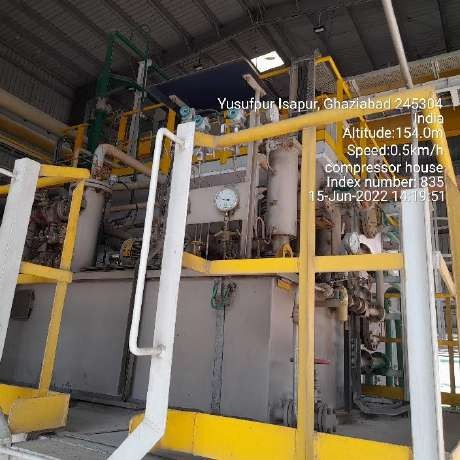 Yusufpur Isapur, Ghaziabad 245304
India
Altitude:154.0m
Speed:0.5km/h
compressor house
Index number: 835
15-Jun-2022 14:19:51